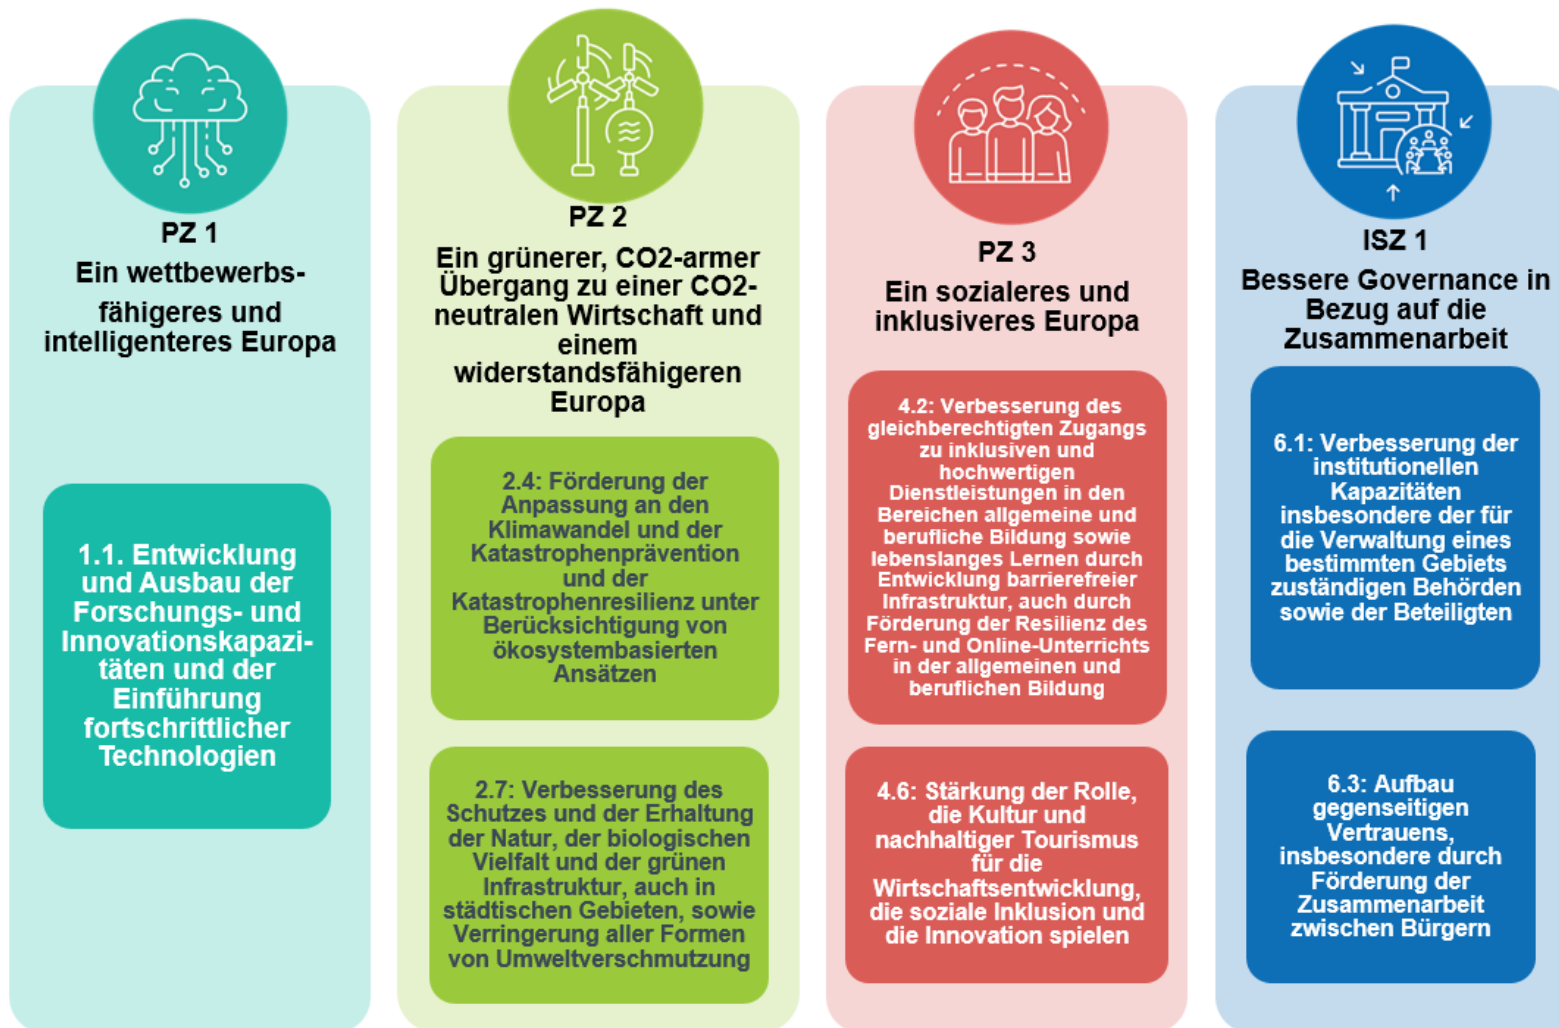 PZ 1
Ein wettbewerbs-
fähigeres und
intelligenteres Europa
1.1. Entwicklung
und Ausbau der
Forschungs- und
Innovationskapazi-
täten und der
Einführung
fortschrittlicher
Technologien
PZ 2
Ein grünerer, CO2-armer
Übergang zu einer CO2-
neutralen Wirtschaft und
einem
widerstandsfähigeren
Europa
2.4: Förderung der
Anpassung an den
Klimawandel und der
Katastrophenprävention
und der
Katastrophenresilienz unter
Berücksichtigung von
ökosystembasierten
Ansätzen
2.7: Verbesserung des
Schutzes und der Erhaltung
der Natur, der biologischen
Vielfalt und der grünen
Infrastruktur, auch in
städtischen Gebieten, sowie
Verringerung aller Formen
von Umweltverschmutzung
PZ 3
Ein sozialeres und
inklusiveres Europa
4.2: Verbesserung des
gleichberechtigten Zugangs
zu inklusiven und
hochwertigen
Dienstleistungen in den
Bereichen allgemeine und
berufliche Bildung sowie
lebenslanges Lernen durch
Entwicklung barrierefreier
Infrastruktur, auch durch
Förderung der Resilienz des
Fern- und Online-Unterrichts
in der allgemeinen und
beruflichen Bildung
4.6: Stärkung der Rolle,
die Kultur und
nachhaltiger Tourismus
für die
Wirtschaftsentwicklung,
die soziale Inklusion und
die Innovation spielen
ISZ 1
Bessere Governance in
Bezug auf die
Zusammenarbeit
6.1: Verbesserung der
institutionellen
Kapazitäten
insbesondere der für
die Verwaltung eines
bestimmten Gebiets
zuständigen Behörden
sowie der Beteiligten
6.3: Aufbau
gegenseitigen
Vertrauens,
insbesondere durch
Förderung der
Zusammenarbeit
zwischen Bürgern